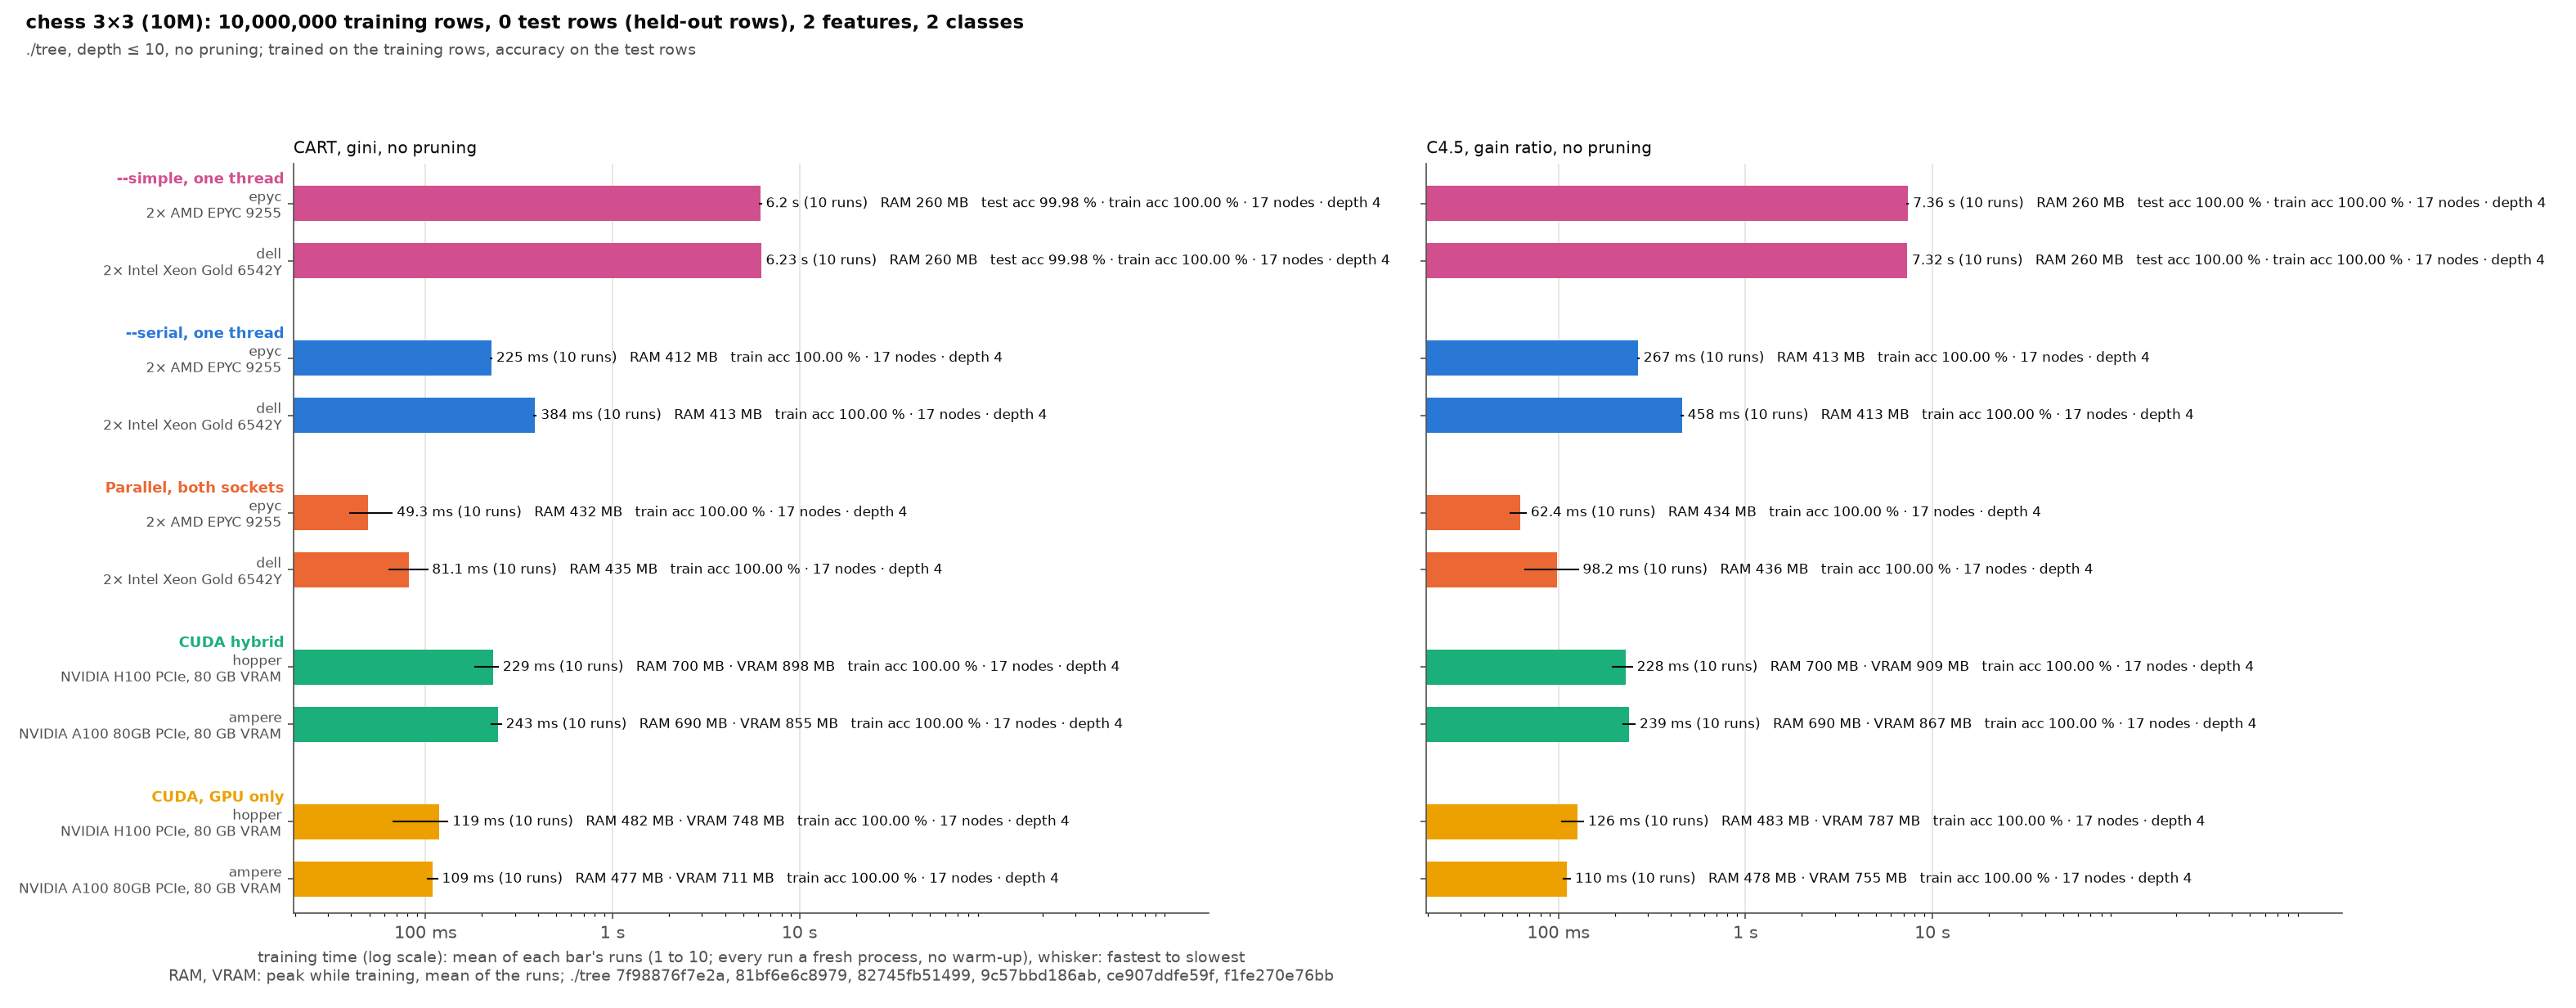 chess 3×3 (10M): 10,000,000 training rows, 0 test rows (held-out rows), 2 features, 2 classes
./tree, depth ≤ 10, no pruning; trained on the training rows, accuracy on the test rows
CART, gini, no pruning
--simple, one thread
epyc
2× AMD EPYC 9255
6.2 s (10 runs) RAM 260 MB test acc 99.98 % · train acc 100.00 % · 17 nodes · depth 4
dell
2× Intel Xeon Gold 6542Y
6.23 s (10 runs) RAM 260 MB test acc 99.98 % · train acc 100.00 % · 17 nodes · depth 4
--serial, one thread
epyc
2× AMD EPYC 9255
225 ms (10 runs) RAM 412 MB train acc 100.00 % · 17 nodes · depth 4
dell
2× Intel Xeon Gold 6542Y
384 ms (10 runs) RAM 413 MB train acc 100.00 % · 17 nodes · depth 4
Parallel, both sockets
epyc
2× AMD EPYC 9255
49.3 ms (10 runs) RAM 432 MB train acc 100.00 % · 17 nodes · depth 4
dell
2× Intel Xeon Gold 6542Y
81.1 ms (10 runs) RAM 435 MB train acc 100.00 % · 17 nodes · depth 4
CUDA hybrid
hopper
NVIDIA H100 PCIe, 80 GB VRAM
229 ms (10 runs) RAM 700 MB · VRAM 898 MB train acc 100.00 % · 17 nodes · depth 4
ampere
NVIDIA A100 80GB PCIe, 80 GB VRAM
243 ms (10 runs) RAM 690 MB · VRAM 855 MB train acc 100.00 % · 17 nodes · depth 4
CUDA, GPU only
hopper
NVIDIA H100 PCIe, 80 GB VRAM
119 ms (10 runs) RAM 482 MB · VRAM 748 MB train acc 100.00 % · 17 nodes · depth 4
ampere
NVIDIA A100 80GB PCIe, 80 GB VRAM
109 ms (10 runs) RAM 477 MB · VRAM 711 MB train acc 100.00 % · 17 nodes · depth 4
100 ms 1 s 10 s
C4.5, gain ratio, no pruning
7.36 s (10 runs) RAM 260 MB test acc 100.00 % · train acc 100.00 % · 17 nodes · depth 4
7.32 s (10 runs) RAM 260 MB test acc 100.00 % · train acc 100.00 % · 17 nodes · depth 4
267 ms (10 runs) RAM 413 MB train acc 100.00 % · 17 nodes · depth 4
458 ms (10 runs) RAM 413 MB train acc 100.00 % · 17 nodes · depth 4
62.4 ms (10 runs) RAM 434 MB train acc 100.00 % · 17 nodes · depth 4
98.2 ms (10 runs) RAM 436 MB train acc 100.00 % · 17 nodes · depth 4
228 ms (10 runs) RAM 700 MB · VRAM 909 MB train acc 100.00 % · 17 nodes · depth 4
239 ms (10 runs) RAM 690 MB · VRAM 867 MB train acc 100.00 % · 17 nodes · depth 4
126 ms (10 runs) RAM 483 MB · VRAM 787 MB train acc 100.00 % · 17 nodes · depth 4
110 ms (10 runs) RAM 478 MB · VRAM 755 MB train acc 100.00 % · 17 nodes · depth 4
100 ms 1 s 10 s
training time (log scale): mean of each bar's runs (1 to 10; every run a fresh process, no warm-up), whisker: fastest to slowest
RAM, VRAM: peak while training, mean of the runs; ./tree 7f98876f7e2a, 81bf6e6c8979, 82745fb51499, 9c57bbd186ab, ce907ddfe59f, f1fe270e76bb